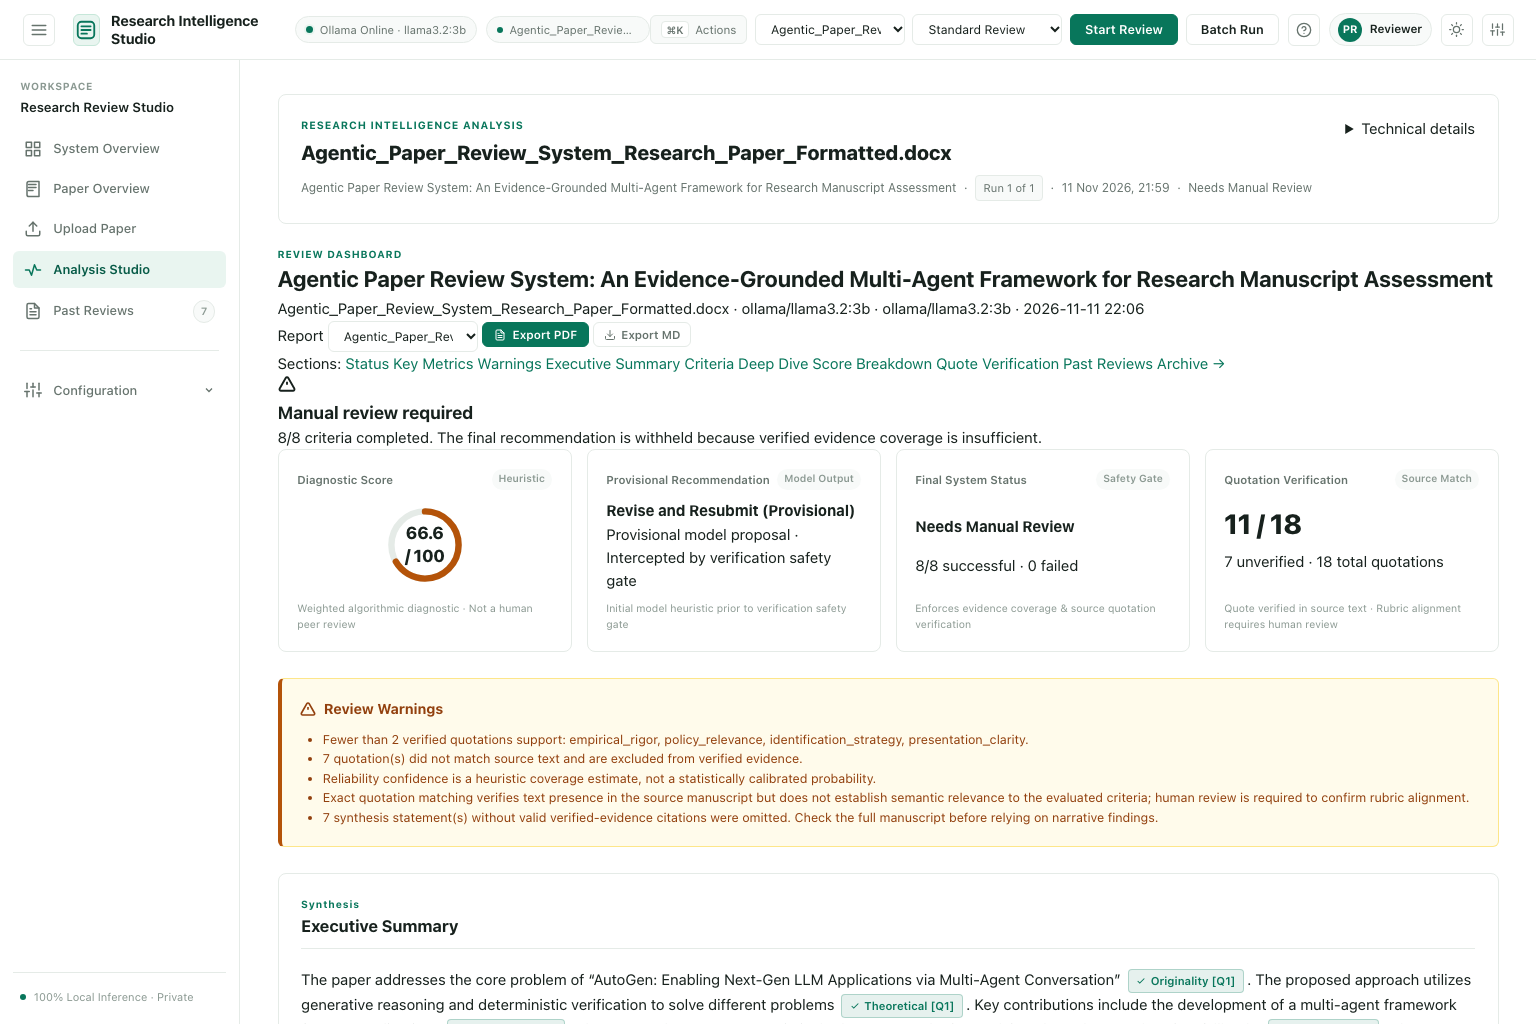 Research Intelligence
Studio
Ollama Online · llama3.2:3b
Agentic_Paper_Revie...
⌘K Actions
Agentic_Paper_Rev
Standard Review
Start Review
Batch Run
PR Reviewer
WORKSPACE
Research Review Studio
System Overview
Paper Overview
Upload Paper
Analysis Studio
Past Reviews 7
Configuration
100% Local Inference · Private
RESEARCH INTELLIGENCE ANALYSIS
▶ Technical details
Agentic_Paper_Review_System_Research_Paper_Formatted.docx
Agentic Paper Review System: An Evidence-Grounded Multi-Agent Framework for Research Manuscript Assessment · Run 1 of 1 · 11 Nov 2026, 21:59 · Needs Manual Review
REVIEW DASHBOARD
Agentic Paper Review System: An Evidence-Grounded Multi-Agent Framework for Research Manuscript Assessment
Agentic_Paper_Review_System_Research_Paper_Formatted.docx · ollama/llama3.2:3b · ollama/llama3.2:3b · 2026-11-11 22:06
Report Agentic_Paper_Rev Export PDF Export MD
Sections: Status Key Metrics Warnings Executive Summary Criteria Deep Dive Score Breakdown Quote Verification Past Reviews Archive →
Manual review required
8/8 criteria completed. The final recommendation is withheld because verified evidence coverage is insufficient.
Diagnostic Score Heuristic
66.6
/ 100
Weighted algorithmic diagnostic · Not a human
peer review
Provisional Recommendation Model Output
Revise and Resubmit (Provisional)
Provisional model proposal ·
Intercepted by verification safety
gate
Initial model heuristic prior to verification safety
gate
Final System Status Safety Gate
Needs Manual Review
8/8 successful · 0 failed
Enforces evidence coverage & source quotation
verification
Quotation Verification Source Match
11 / 18
7 unverified · 18 total quotations
Quote verified in source text · Rubric alignment
requires human review
Review Warnings
• Fewer than 2 verified quotations support: empirical_rigor, policy_relevance, identification_strategy, presentation_clarity.
• 7 quotation(s) did not match source text and are excluded from verified evidence.
• Reliability confidence is a heuristic coverage estimate, not a statistically calibrated probability.
• Exact quotation matching verifies text presence in the source manuscript but does not establish semantic relevance to the evaluated criteria; human review is required to confirm rubric alignment.
• 7 synthesis statement(s) without valid verified-evidence citations were omitted. Check the full manuscript before relying on narrative findings.
Synthesis
Executive Summary
The paper addresses the core problem of “AutoGen: Enabling Next-Gen LLM Applications via Multi-Agent Conversation” ✓ Originality [Q1] . The proposed approach utilizes
generative reasoning and deterministic verification to solve different problems ✓ Theoretical [Q1] . Key contributions include the development of a multi-agent framework